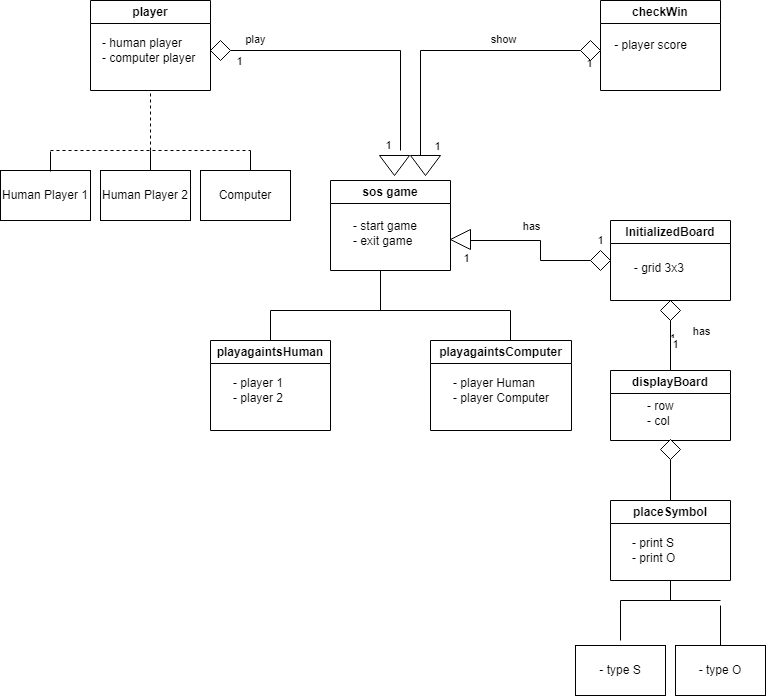 player
- human player
- computer player
play
1
checkWin
- player score
show
1
Human Player 1
Human Player 2
Computer
1
1
sos game
- start game
- exit game
1
has
1
InitializedBoard
- grid 3x3
*
1
has
playagaintsHuman
- player 1
- player 2
playagaintsComputer
- player Human
- player Computer
displayBoard
- row
- col
placeSymbol
- print S
- print O
- type S
- type O